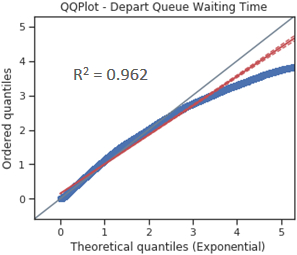 QQPlot - Depart Queue Waiting Time
R² = 0.962
Ordered quantiles
5
4
3
2
1
0
0 1 2 3 4 5
Theoretical quantiles (Exponential)